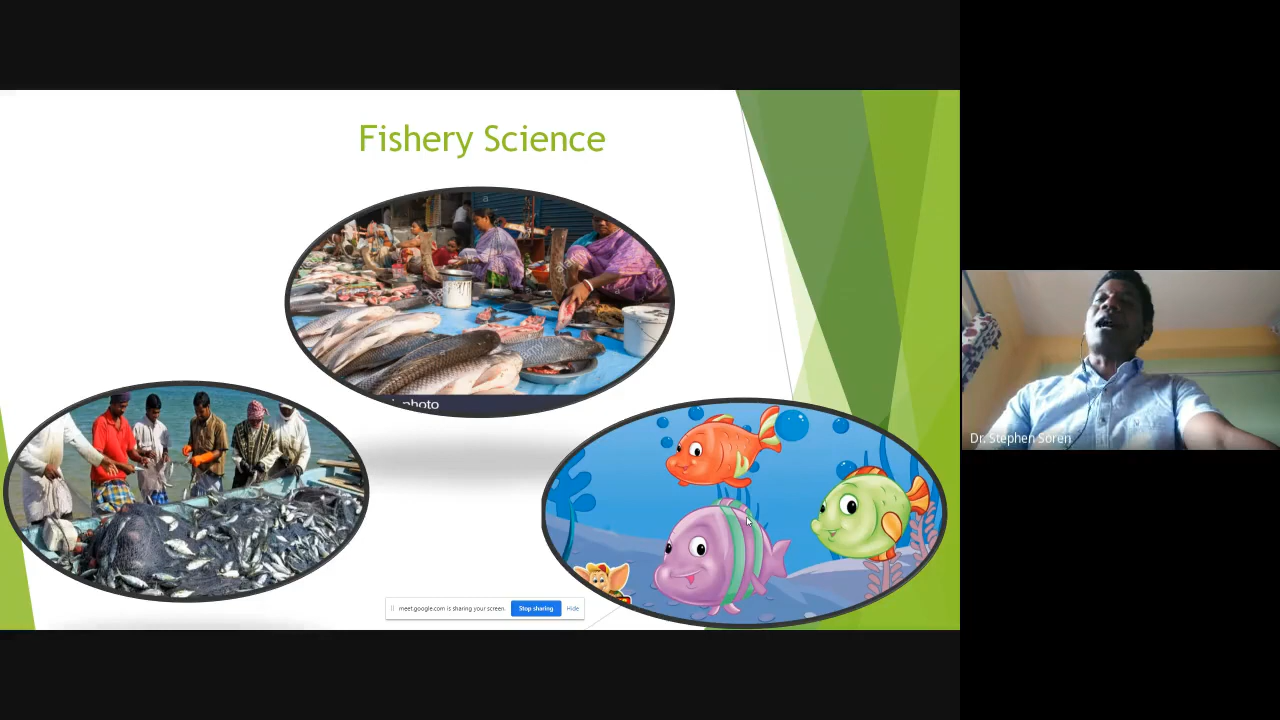 Fishery Science
a
photo
meet.google.com is sharing your screen.
Stop sharing
Hide
Dr. Stephen Soren